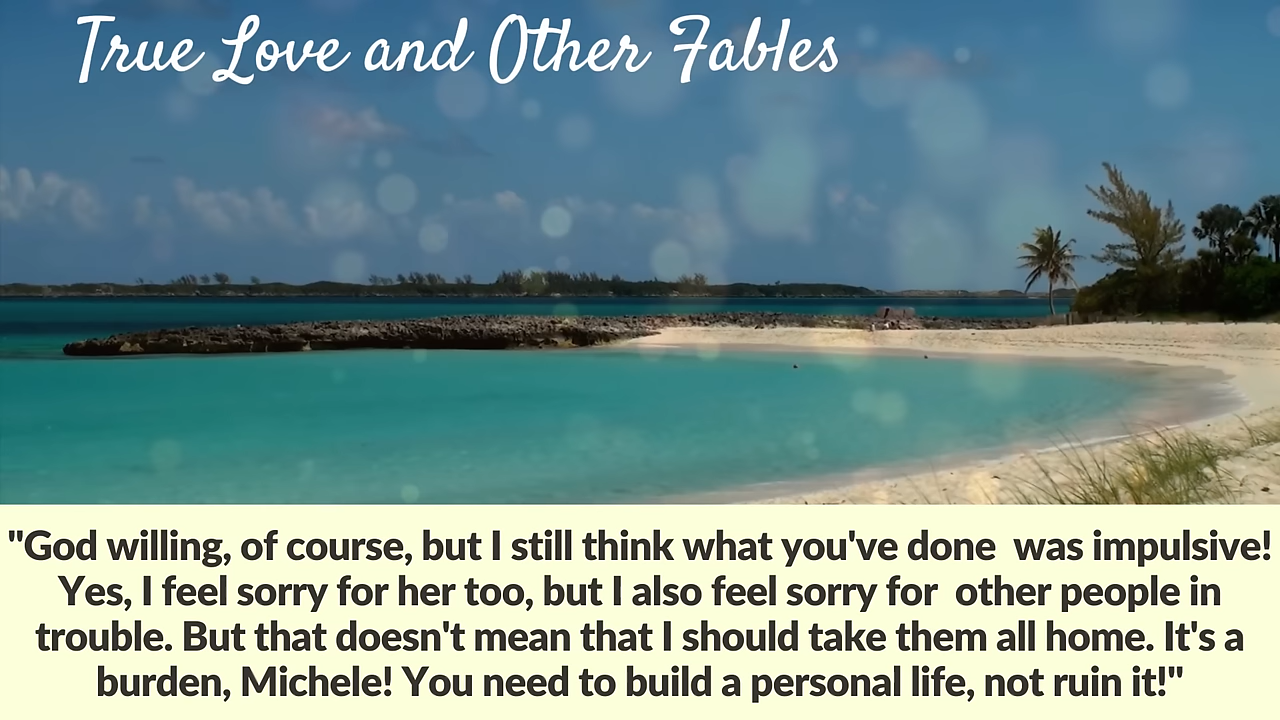 True Love and Other Fables
"God willing, of course, but I still think what you've done  was impulsive!
Yes, I feel sorry for her too, but I also feel sorry for  other people in
trouble. But that doesn't mean that I should take them all home. It's a
burden, Michele! You need to build a personal life, not ruin it!"